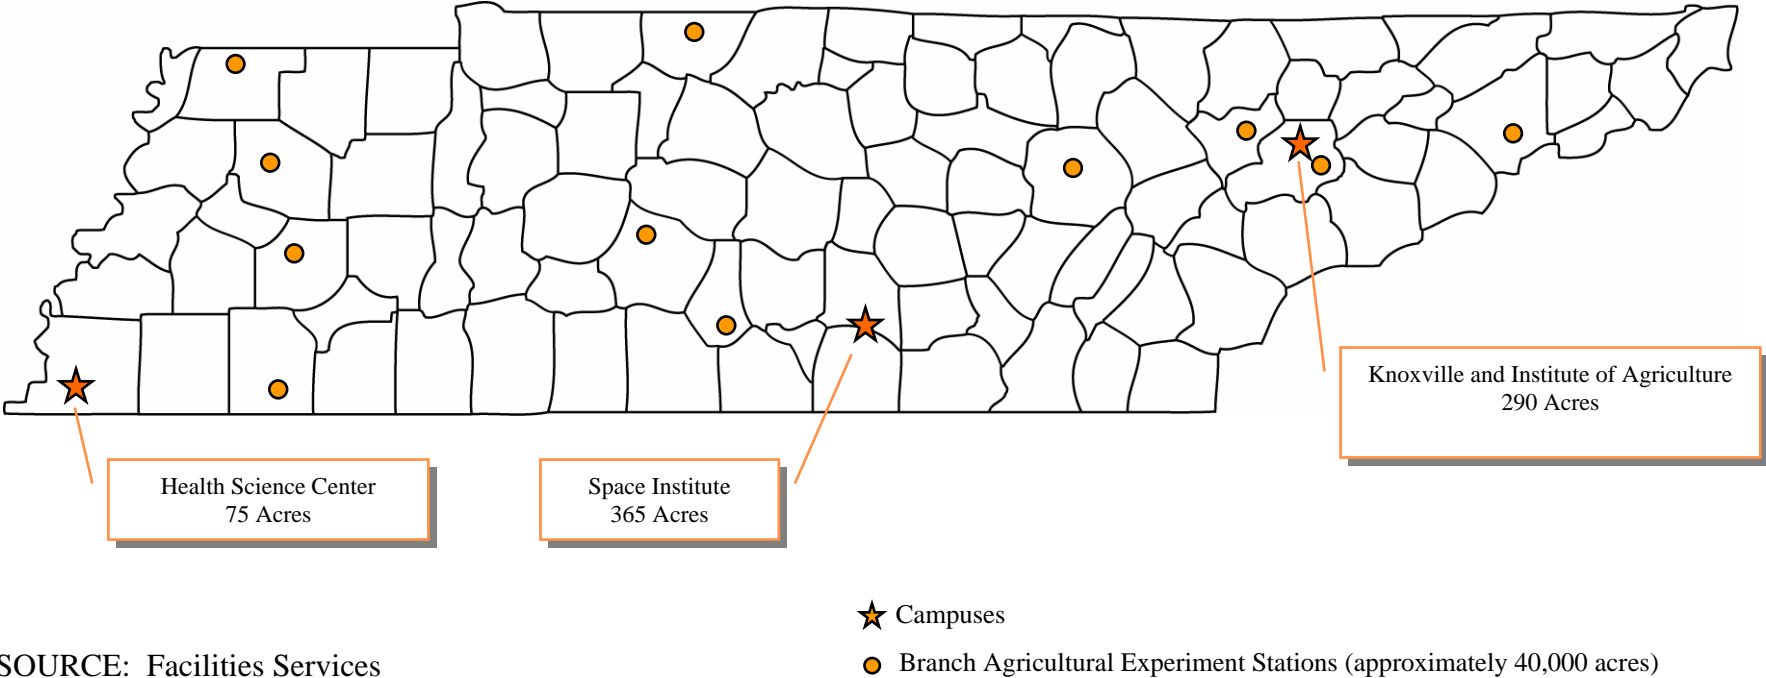 Knoxville and Institute of Agriculture
290 Acres
Health Science Center
75 Acres
Space Institute
365 Acres
Campuses
SOURCE: Facilities Services
Branch Agricultural Experiment Stations (approximately 40,000 acres)